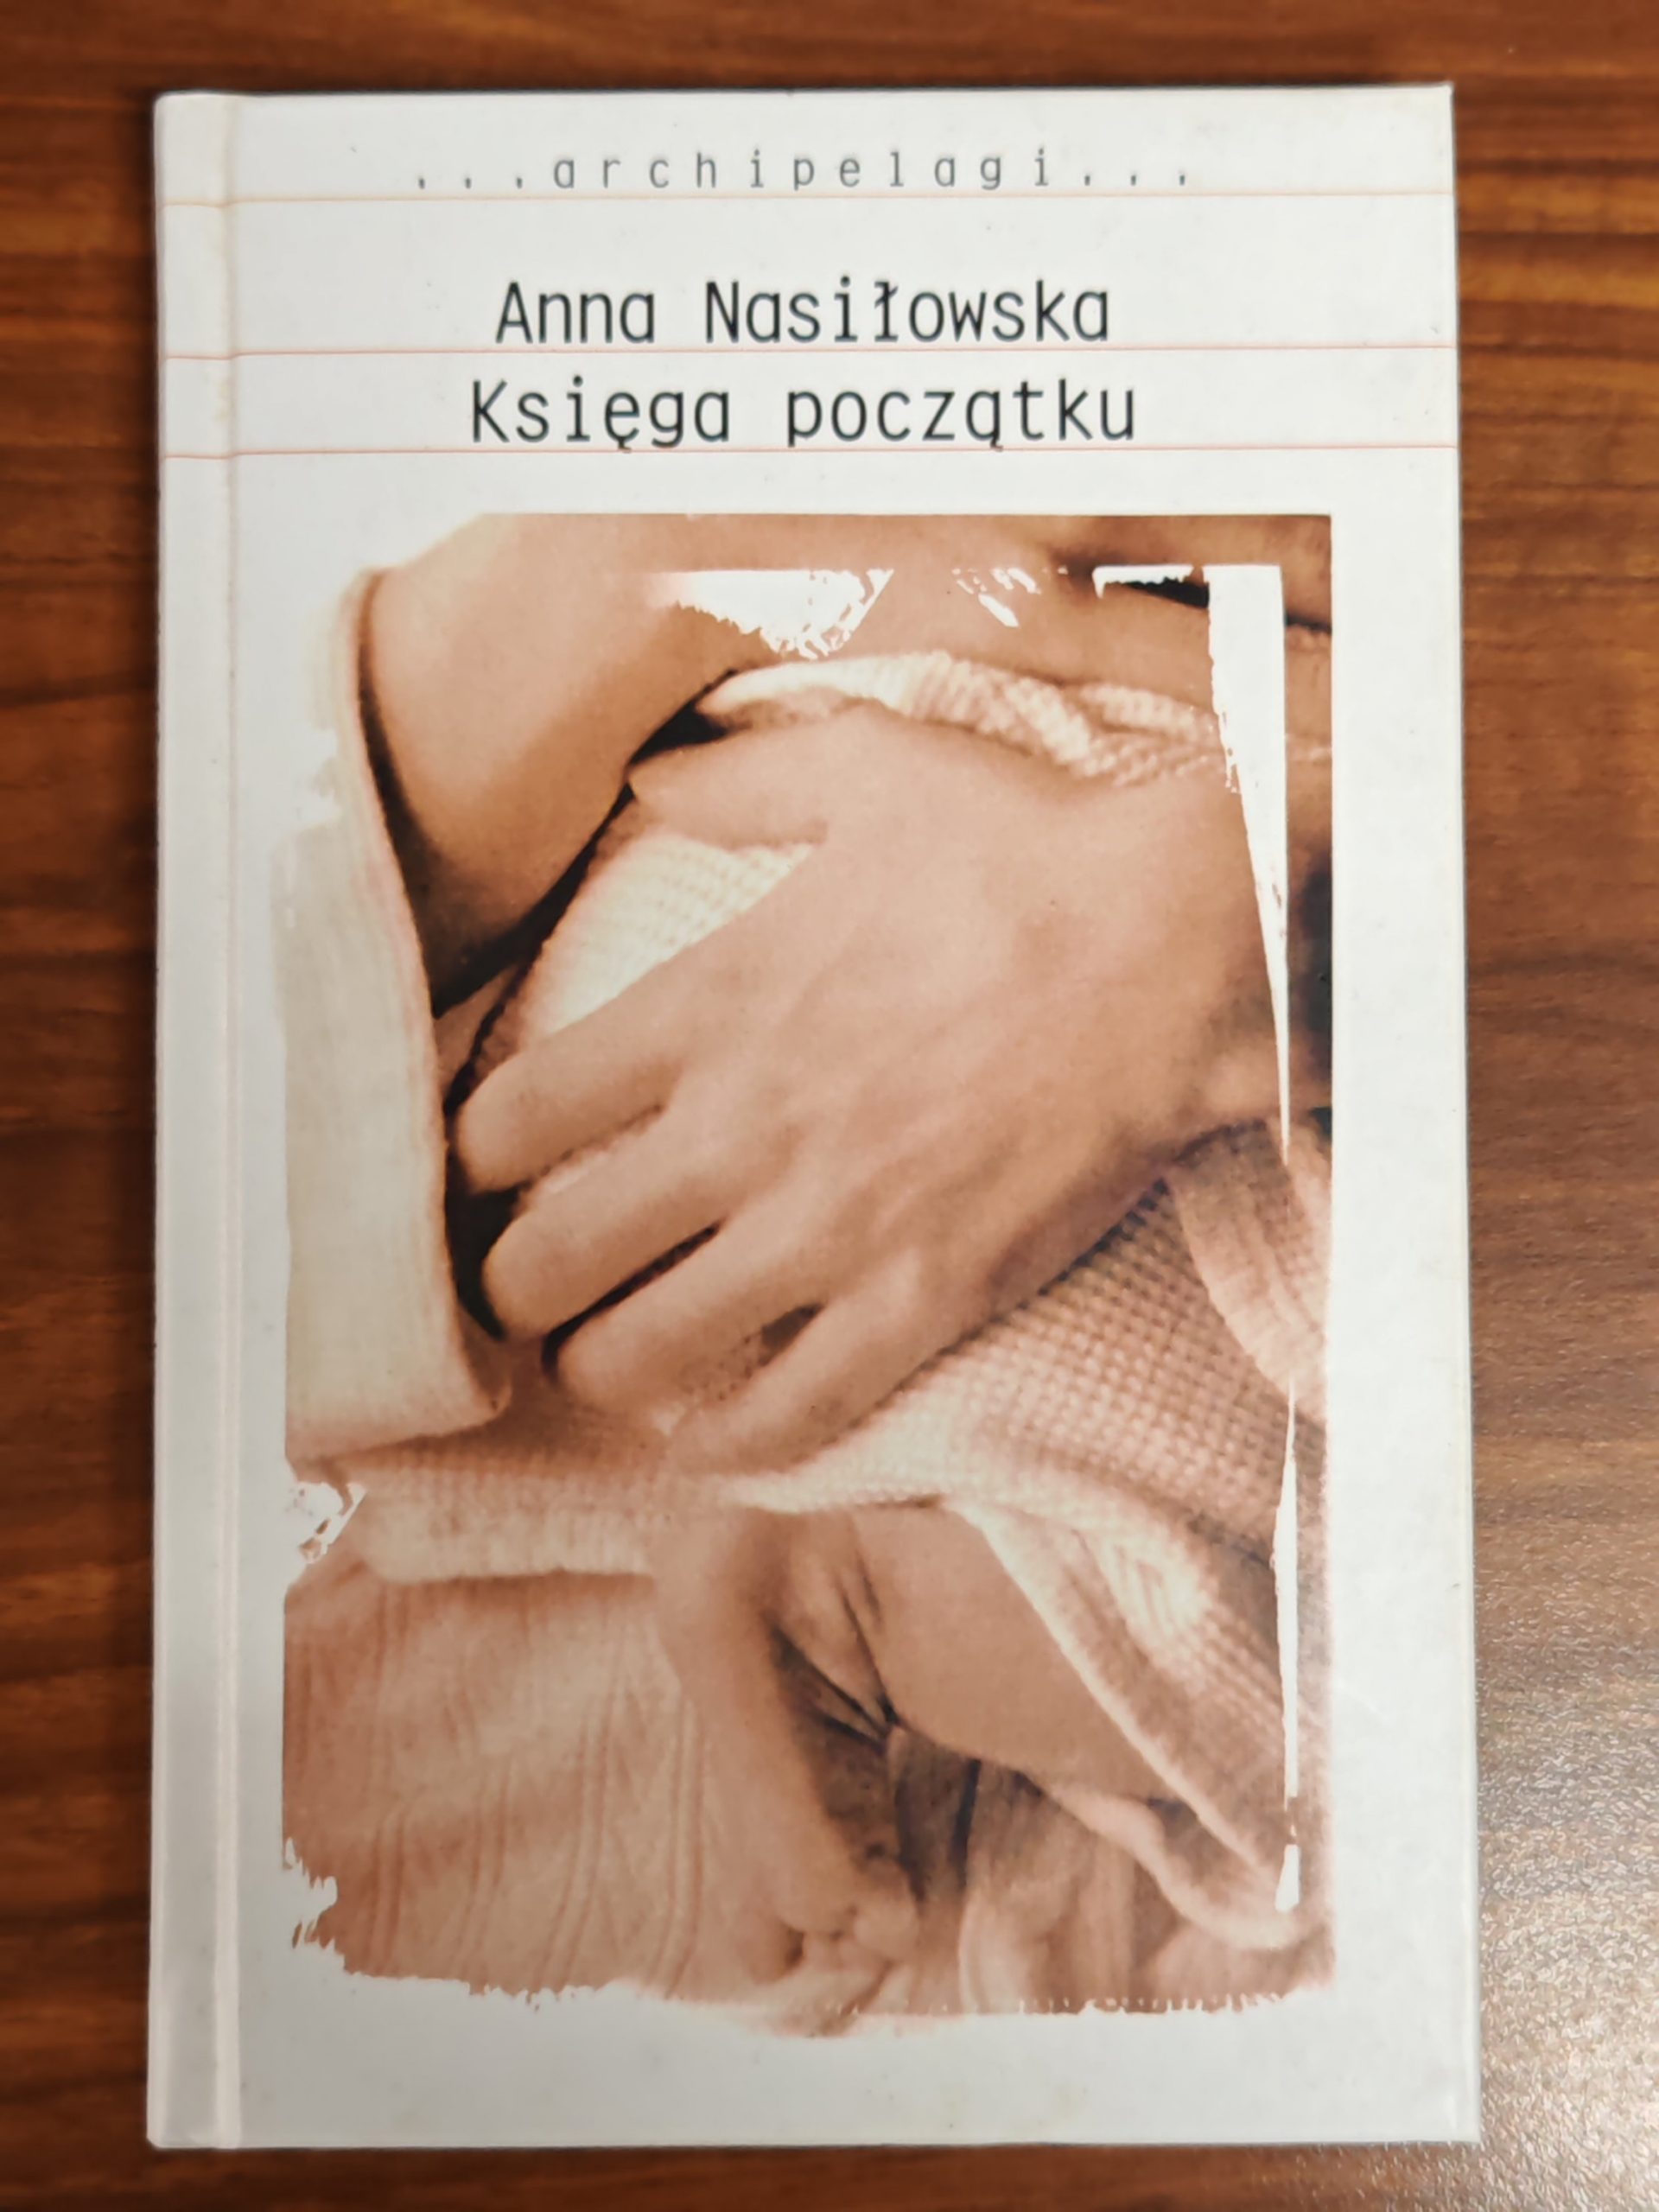 ...archipelagi...
Anna Nasiłowska
Księga początku